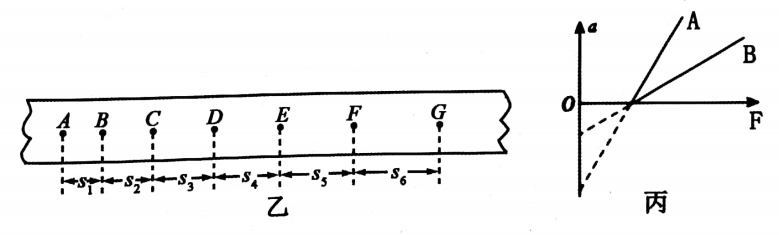 A B C D E F G
s₁ s₂ s₃ s₄ s₅ s₆
乙
a
A
B
O
F
丙